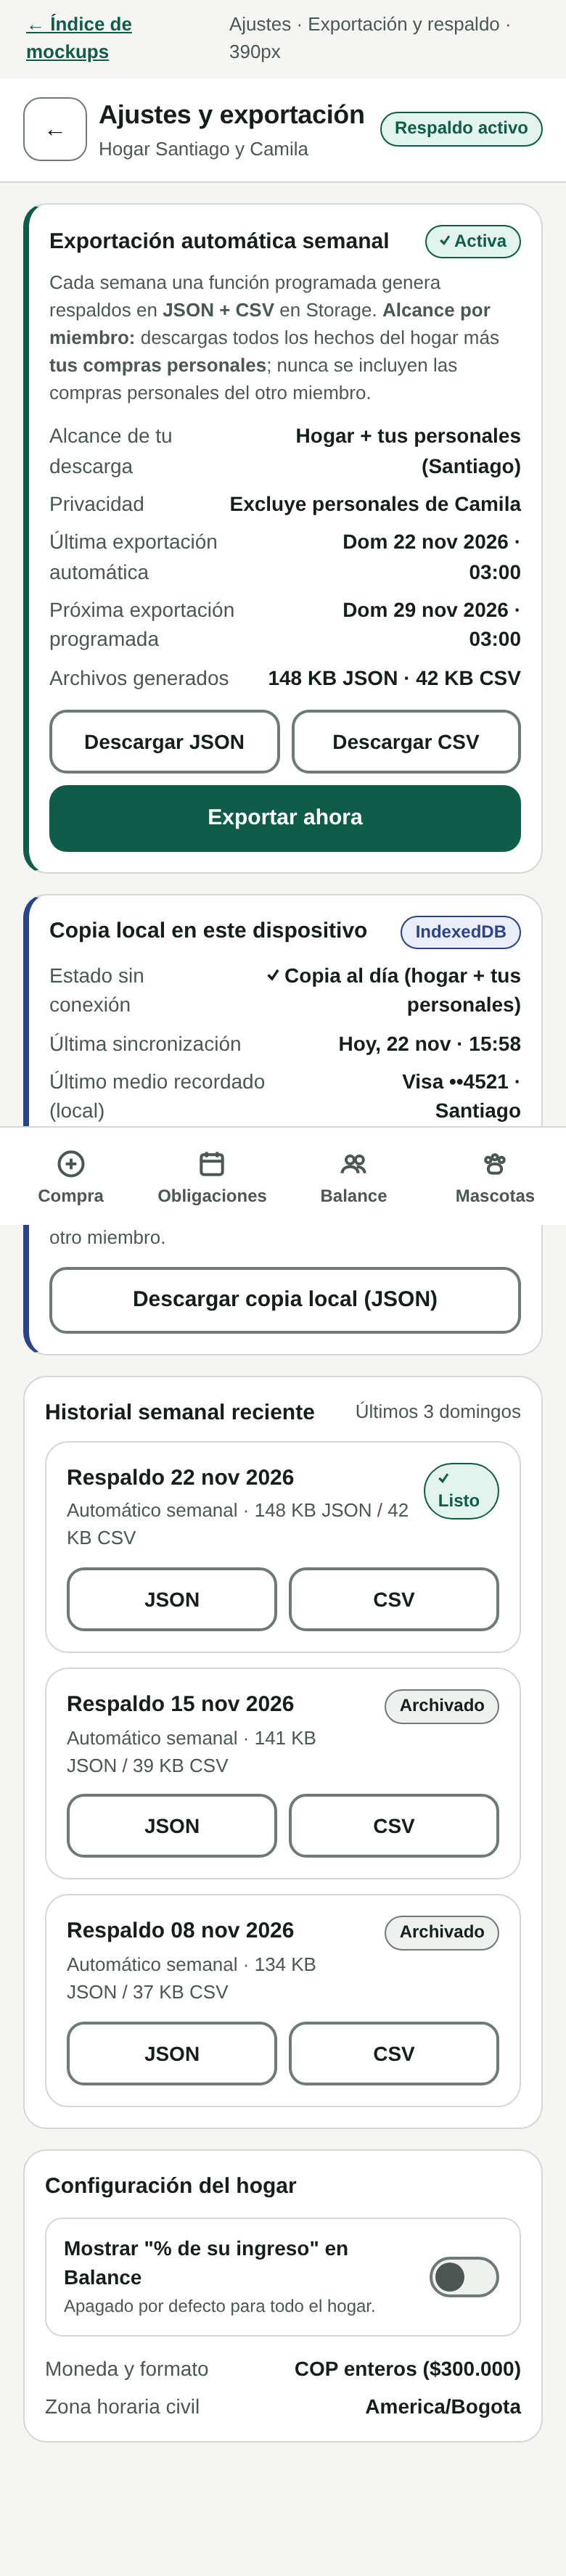 ← Índice de
mockups
Ajustes · Exportación y respaldo ·
390px
←
Ajustes y exportación
Hogar Santiago y Camila
Respaldo activo
Exportación automática semanal
✓ Activa
Cada semana una función programada genera
respaldos en JSON + CSV en Storage. Alcance por
miembro: descargas todos los hechos del hogar más
tus compras personales; nunca se incluyen las
compras personales del otro miembro.
Alcance de tu
descarga
Hogar + tus personales
(Santiago)
Privacidad
Excluye personales de Camila
Última exportación
automática
Dom 22 nov 2026 ·
03:00
Próxima exportación
programada
Dom 29 nov 2026 ·
03:00
Archivos generados
148 KB JSON · 42 KB CSV
Descargar JSON
Descargar CSV
Exportar ahora
Copia local en este dispositivo
IndexedDB
Estado sin
conexión
✓ Copia al día (hogar + tus
personales)
Última sincronización
Hoy, 22 nov · 15:58
Último medio recordado
(local)
Visa ••4521 ·
Santiago
Compra
Obligaciones
Balance
Mascotas
otro miembro.
Descargar copia local (JSON)
Historial semanal reciente
Últimos 3 domingos
Respaldo 22 nov 2026
Automático semanal · 148 KB JSON / 42
KB CSV
✓
Listo
JSON
CSV
Respaldo 15 nov 2026
Automático semanal · 141 KB
JSON / 39 KB CSV
Archivado
JSON
CSV
Respaldo 08 nov 2026
Automático semanal · 134 KB
JSON / 37 KB CSV
Archivado
JSON
CSV
Configuración del hogar
Mostrar "% de su ingreso" en
Balance
Apagado por defecto para todo el hogar.
Moneda y formato
COP enteros ($300.000)
Zona horaria civil
America/Bogota